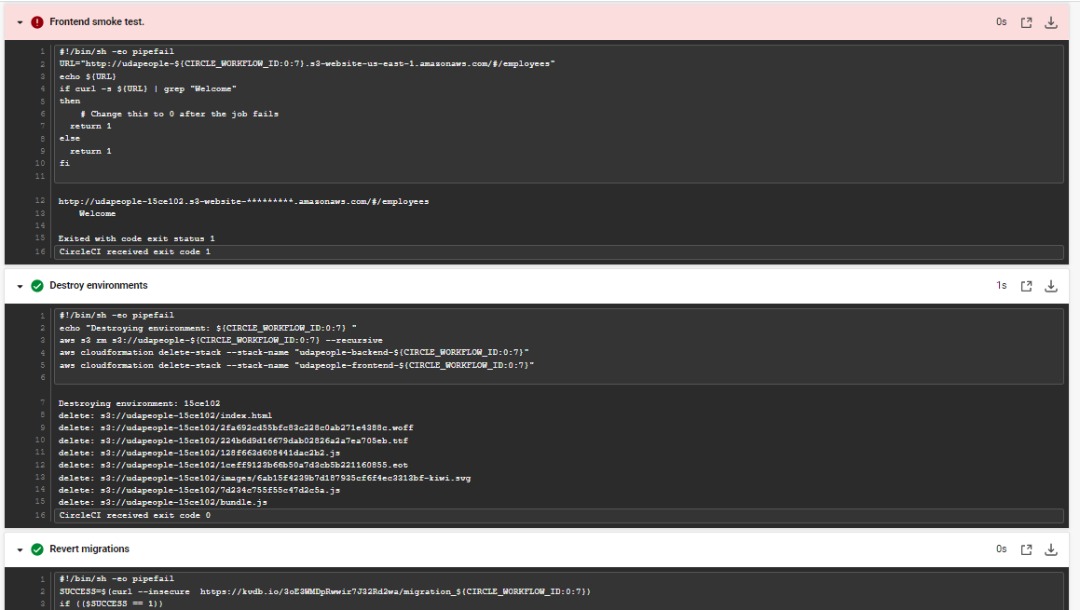 Frontend smoke test.
0s
1 #!/bin/sh -eo pipefail
2 URL="http://udapeople-${CIRCLE_WORKFLOW_ID:0:7}.s3-website-us-east-1.amazonaws.com/#/employees"
3 echo ${URL}
4 if curl -s ${URL} | grep "Welcome"
5 then
6 # Change this to 0 after the job fails
7 return 1
8 else
9 return 1
10 fi
11
12 http://udapeople-15ce102.s3-website-*********.amazonaws.com/#/employees
13 Welcome
14
15 Exited with code exit status 1
16 CircleCI received exit code 1
Destroy environments
1s
1 #!/bin/sh -eo pipefail
2 echo "Destroying environment: ${CIRCLE_WORKFLOW_ID:0:7} "
3 aws s3 rm s3://udapeople-${CIRCLE_WORKFLOW_ID:0:7} --recursive
4 aws cloudformation delete-stack --stack-name "udapeople-backend-${CIRCLE_WORKFLOW_ID:0:7}"
5 aws cloudformation delete-stack --stack-name "udapeople-frontend-${CIRCLE_WORKFLOW_ID:0:7}"
6
7 Destroying environment: 15ce102
8 delete: s3://udapeople-15ce102/index.html
9 delete: s3://udapeople-15ce102/2fa692cd55bfc83c228c0ab271e4388c.woff
10 delete: s3://udapeople-15ce102/224b6d9d16679dab02826a2a7ea705eb.ttf
11 delete: s3://udapeople-15ce102/128f663d608441dac2b2.js
12 delete: s3://udapeople-15ce102/1ceff9123b66b50a7d3cb5b221160855.eot
13 delete: s3://udapeople-15ce102/images/6ab15f4239b7d187935cf6f4ec3313bf-kiwi.svg
14 delete: s3://udapeople-15ce102/7d234c755f55c47d2c5a.js
15 delete: s3://udapeople-15ce102/bundle.js
16 CircleCI received exit code 0
Revert migrations
0s
1 #!/bin/sh -eo pipefail
2 SUCCESS=$(curl --insecure https://kvdb.io/3oE3WMDpRwwir7J32Rd2wa/migration_${CIRCLE_WORKFLOW_ID:0:7})
3 if (($SUCCESS == 1))